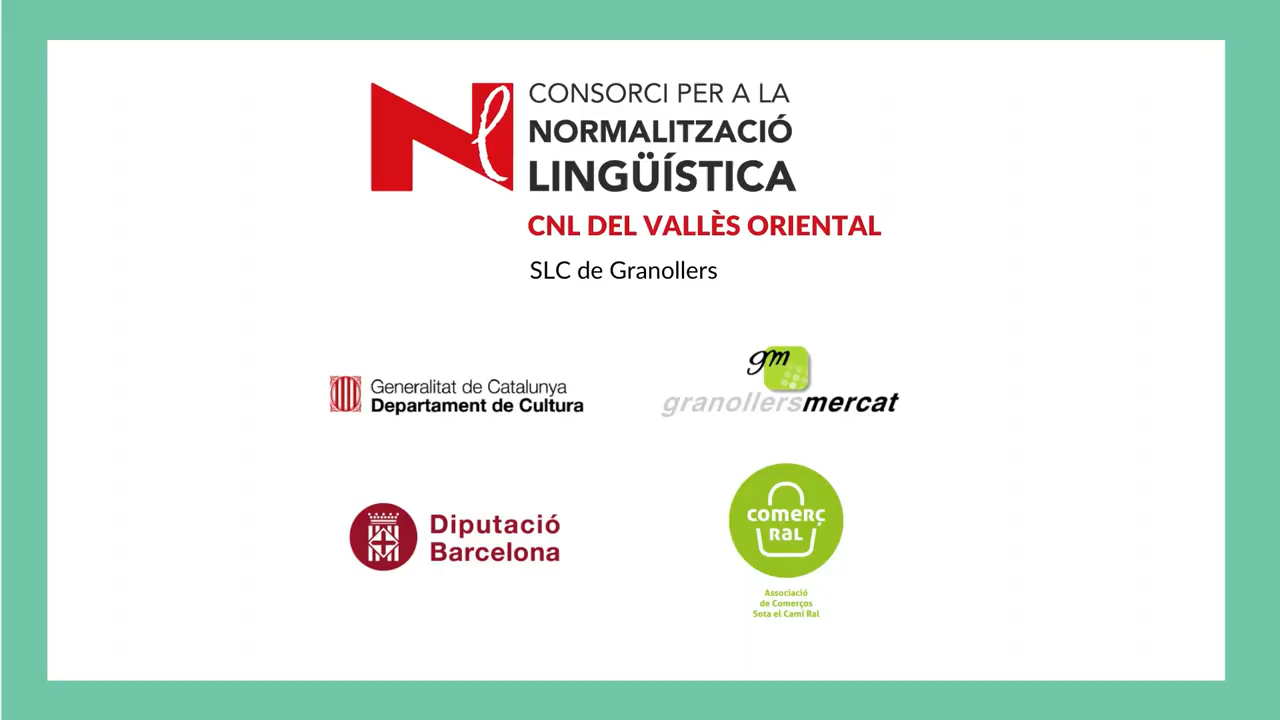 Nl CONSORCI PER A LA
NORMALITZACIÓ
LINGÜÍSTICA
CNL DEL VALLÈS ORIENTAL
SLC de Granollers
Generalitat de Catalunya
Departament de Cultura
gm
granollersmercat
Diputació
Barcelona
comerç
ral
Associació
de Comerços
Sota el Camí Ral